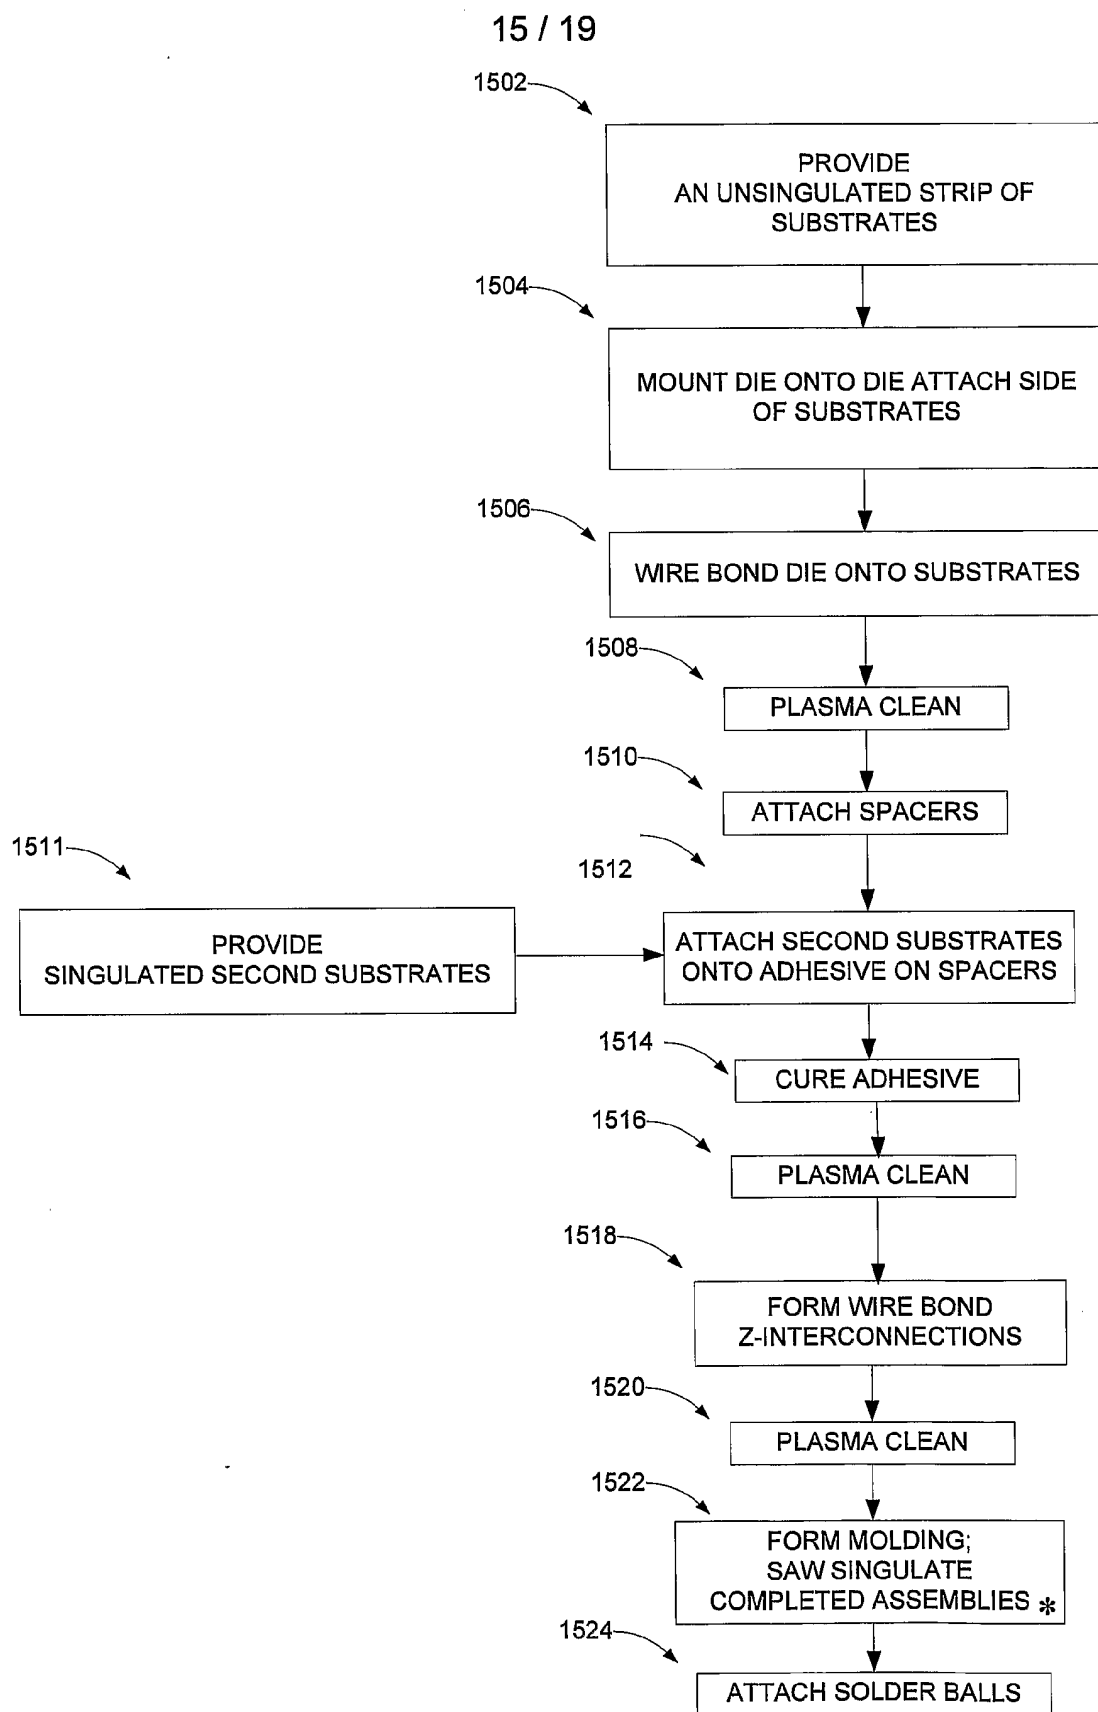 15 / 19
1502
PROVIDE
AN UNSINGULATED STRIP OF
SUBSTRATES
1504
MOUNT DIE ONTO DIE ATTACH SIDE
OF SUBSTRATES
1506
WIRE BOND DIE ONTO SUBSTRATES
1508
PLASMA CLEAN
1510
ATTACH SPACERS
1511
PROVIDE
SINGULATED SECOND SUBSTRATES
1512
ATTACH SECOND SUBSTRATES
ONTO ADHESIVE ON SPACERS
1514
CURE ADHESIVE
1516
PLASMA CLEAN
1518
FORM WIRE BOND
Z-INTERCONNECTIONS
1520
PLASMA CLEAN
1522
FORM MOLDING;
SAW SINGULATE
COMPLETED ASSEMBLIES *
1524
ATTACH SOLDER BALLS